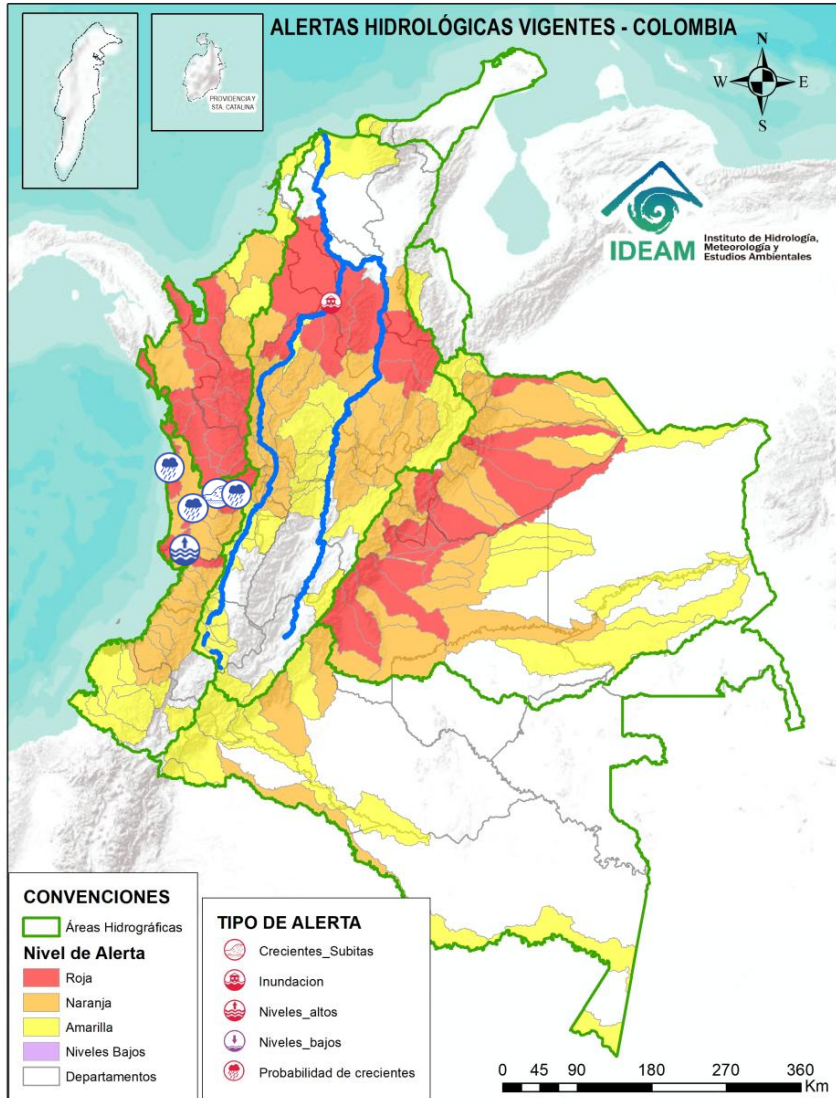 ALERTAS HIDROLÓGICAS VIGENTES - COLOMBIA
PROVIDENCIA Y
STA. CATALINA
N
W
E
S
IDEAM
Instituto de Hidrología,
Meteorología y
Estudios Ambientales
CONVENCIONES
Áreas Hidrográficas
Nivel de Alerta
Roja
Naranja
Amarilla
Niveles Bajos
Departamentos
TIPO DE ALERTA
Crecientes_Subitas
Inundacion
Niveles_altos
Niveles_bajos
Probabilidad de crecientes
0 45 90 180 270 360
Km